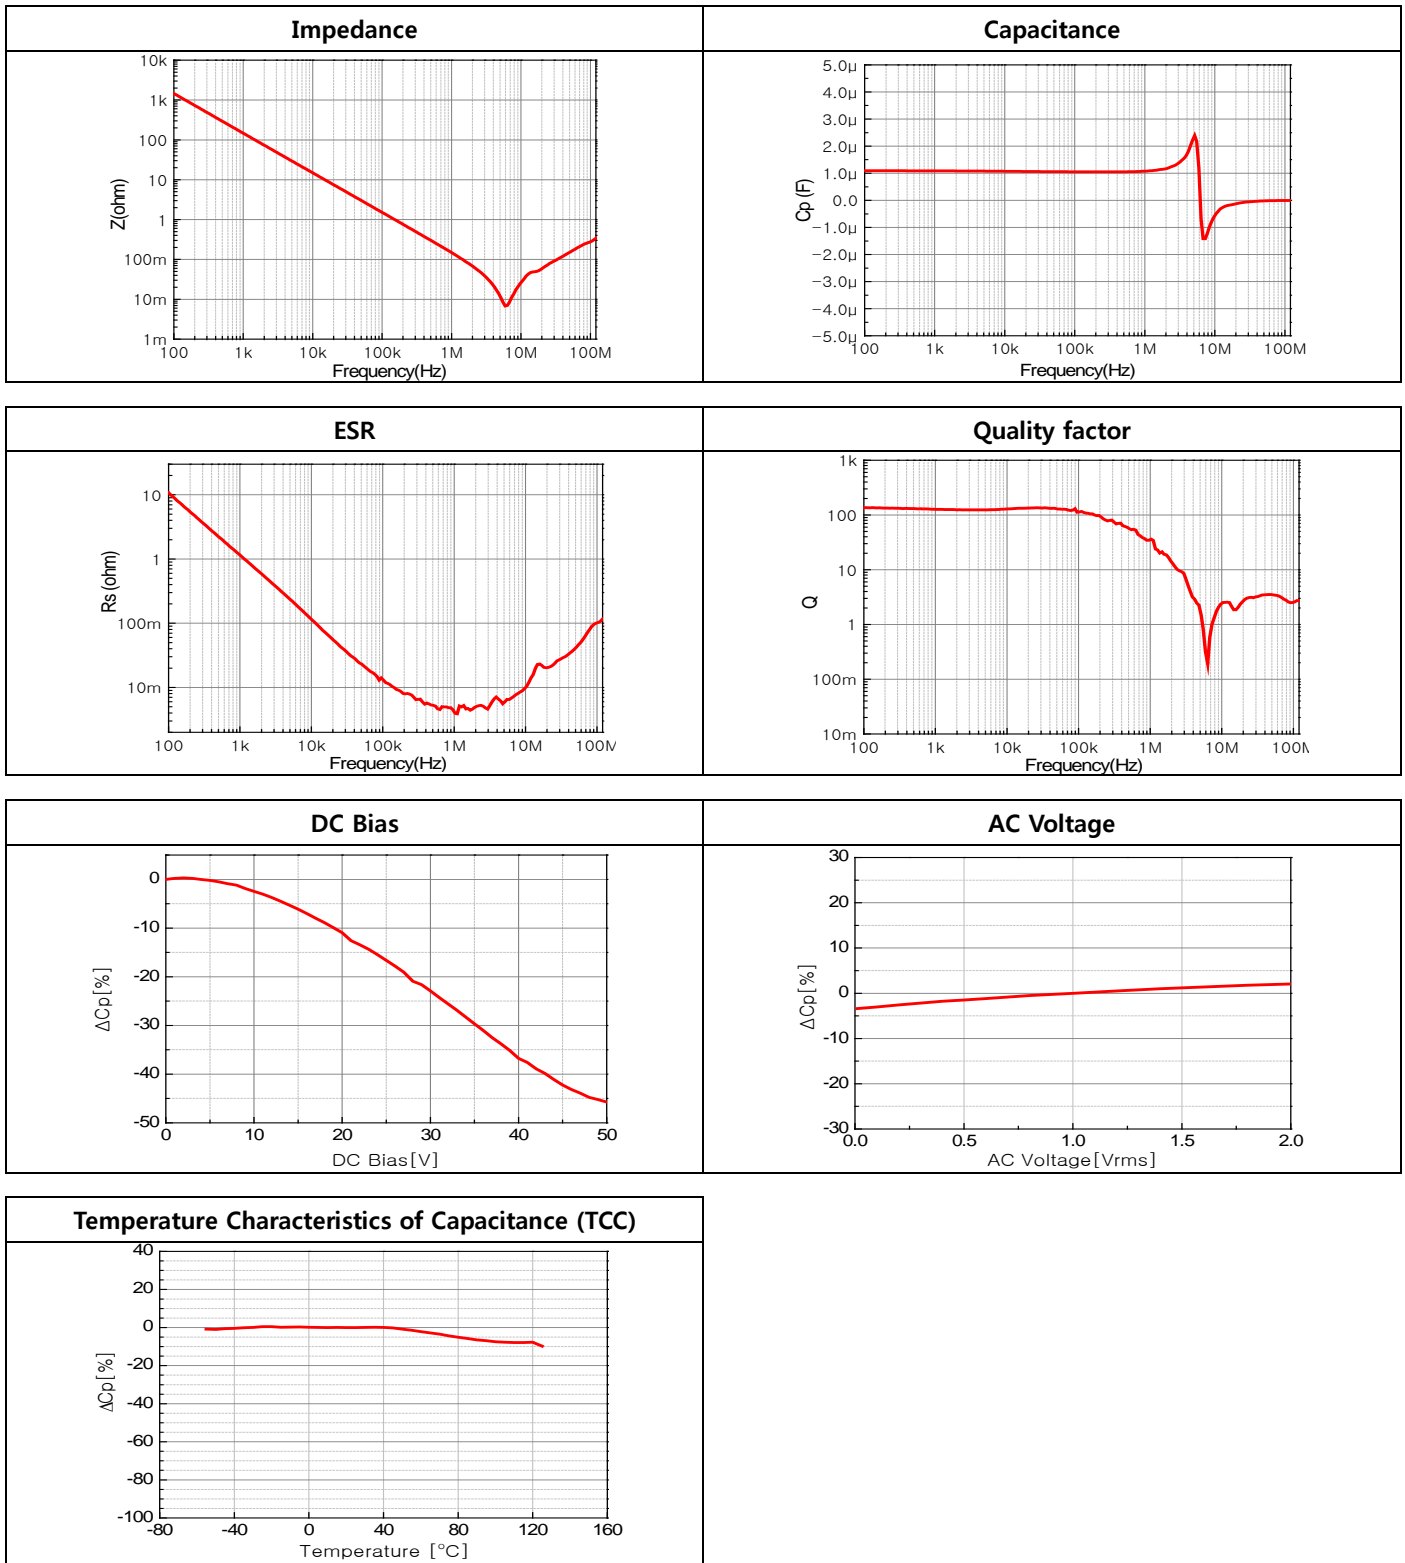 Impedance
Capacitance
10k
1k
100
10
1
100m
10m
1m
Z(ohm)
100 1k 10k 100k 1M 10M 100M
Frequency(Hz)
5.0μ
4.0μ
3.0μ
2.0μ
1.0μ
0.0
−1.0μ
−2.0μ
−3.0μ
−4.0μ
−5.0μ
Cp (F)
100 1k 10k 100k 1M 10M 100M
Frequency(Hz)
ESR
Quality factor
10
1
100m
10m
Rs (ohm)
100 1k 10k 100k 1M 10M 100M
Frequency(Hz)
1k
100
10
1
100m
10m
Q
100 1k 10k 100k 1M 10M 100M
Frequency(Hz)
DC Bias
AC Voltage
0
-10
-20
-30
-40
-50
ΔCp[%]
0 10 20 30 40 50
DC Bias[V]
30
20
10
0
-10
-20
-30
ΔCp[%]
0.0 0.5 1.0 1.5 2.0
AC Voltage[Vrms]
Temperature Characteristics of Capacitance (TCC)
40
20
0
-20
-40
-60
-80
-100
ΔCp[%]
-80 -40 0 40 80 120 160
Temperature [°C]